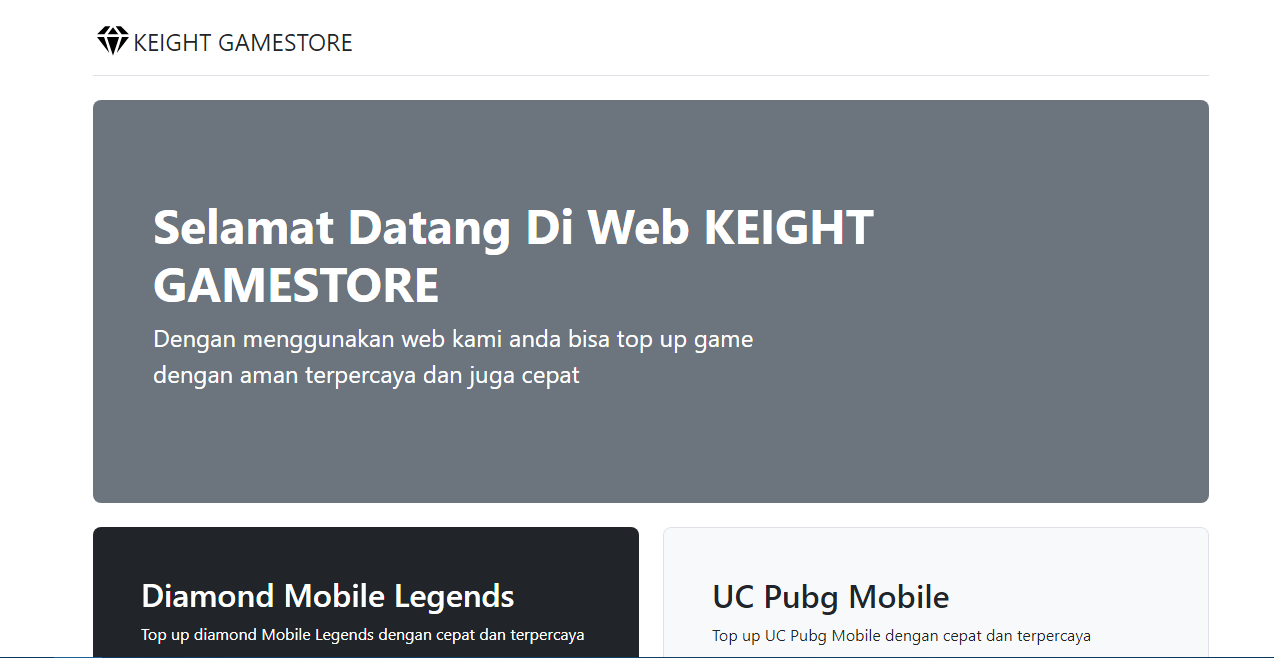 KEIGHT GAMESTORE
Selamat Datang Di Web KEIGHT
GAMESTORE
Dengan menggunakan web kami anda bisa top up game
dengan aman terpercaya dan juga cepat
Diamond Mobile Legends
Top up diamond Mobile Legends dengan cepat dan terpercaya
UC Pubg Mobile
Top up UC Pubg Mobile dengan cepat dan terpercaya